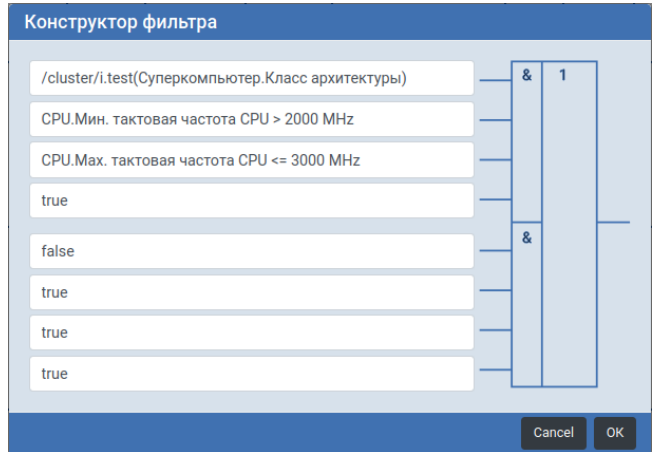 Конструктор фильтра
/cluster/i.test(Суперкомпьютер.Класс архитектуры)
& 1
CPU.Мин. тактовая частота CPU > 2000 MHz
CPU.Мах. тактовая частота CPU <= 3000 MHz
true
false
&
true
true
true
Cancel OK